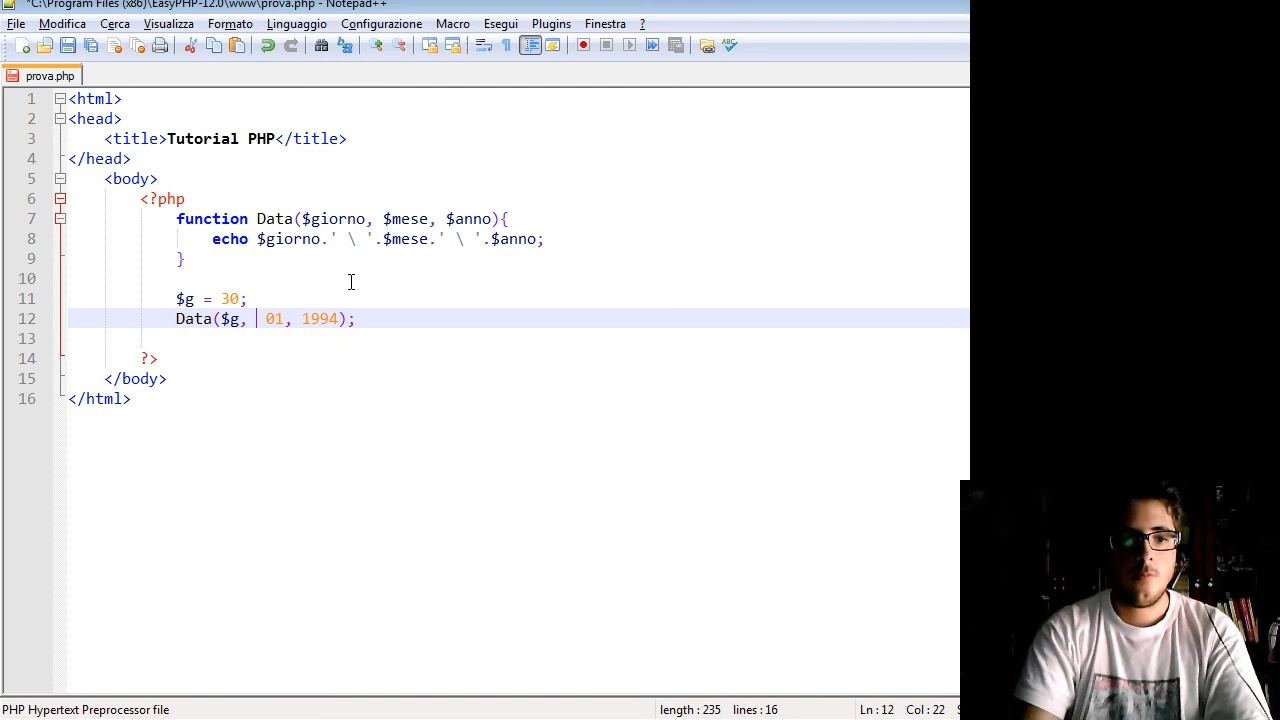 *C:\Program Files (x86)\EasyPHP-12.0\www\prova.php - Notepad++
File Modifica Cerca Visualizza Formato Linguaggio Configurazione Macro Esegui Plugins Finestra ?
prova.php
1 <html>
2 <head>
3 <title>Tutorial PHP</title>
4 </head>
5 <body>
6 <?php
7 function Data($giorno, $mese, $anno){
8 echo $giorno.' \ '.$mese.' \ '.$anno;
9 }
10
11 $g = 30;
12 Data($g, 01, 1994);
13
14 ?>
15 </body>
16 </html>
PHP Hypertext Preprocessor file length : 235 lines : 16 Ln : 12 Col : 22